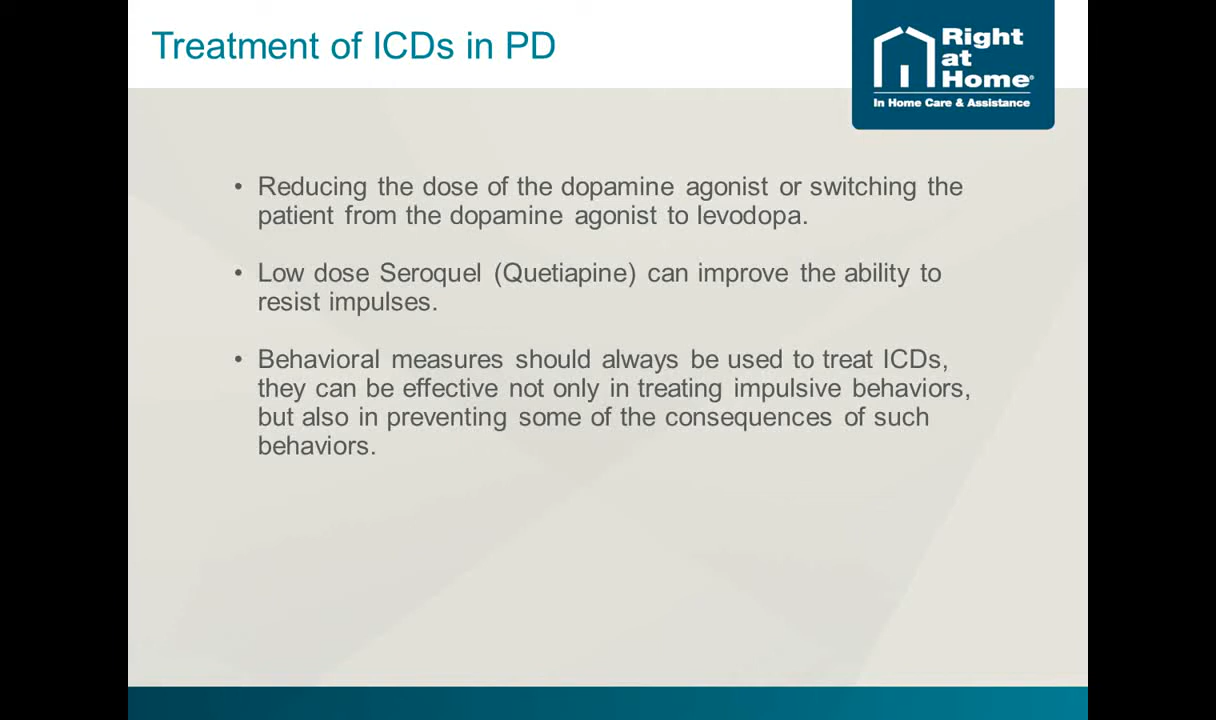 Treatment of ICDs in PD
Right
at
Home®
In Home Care & Assistance
• Reducing the dose of the dopamine agonist or switching the
patient from the dopamine agonist to levodopa.
• Low dose Seroquel (Quetiapine) can improve the ability to
resist impulses.
• Behavioral measures should always be used to treat ICDs,
they can be effective not only in treating impulsive behaviors,
but also in preventing some of the consequences of such
behaviors.